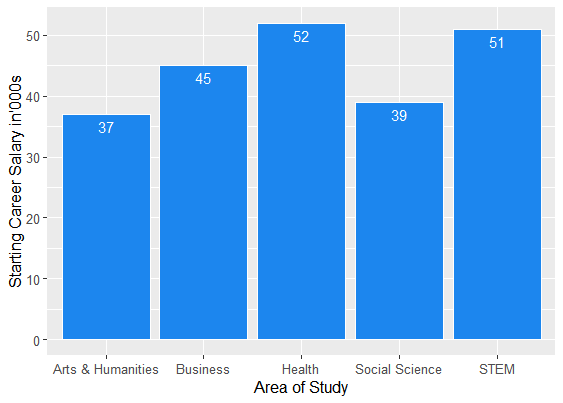 Starting Career Salary in'000s
50
40
30
20
10
0
37
45
52
39
51
Arts & Humanities
Business
Health
Social Science
STEM
Area of Study